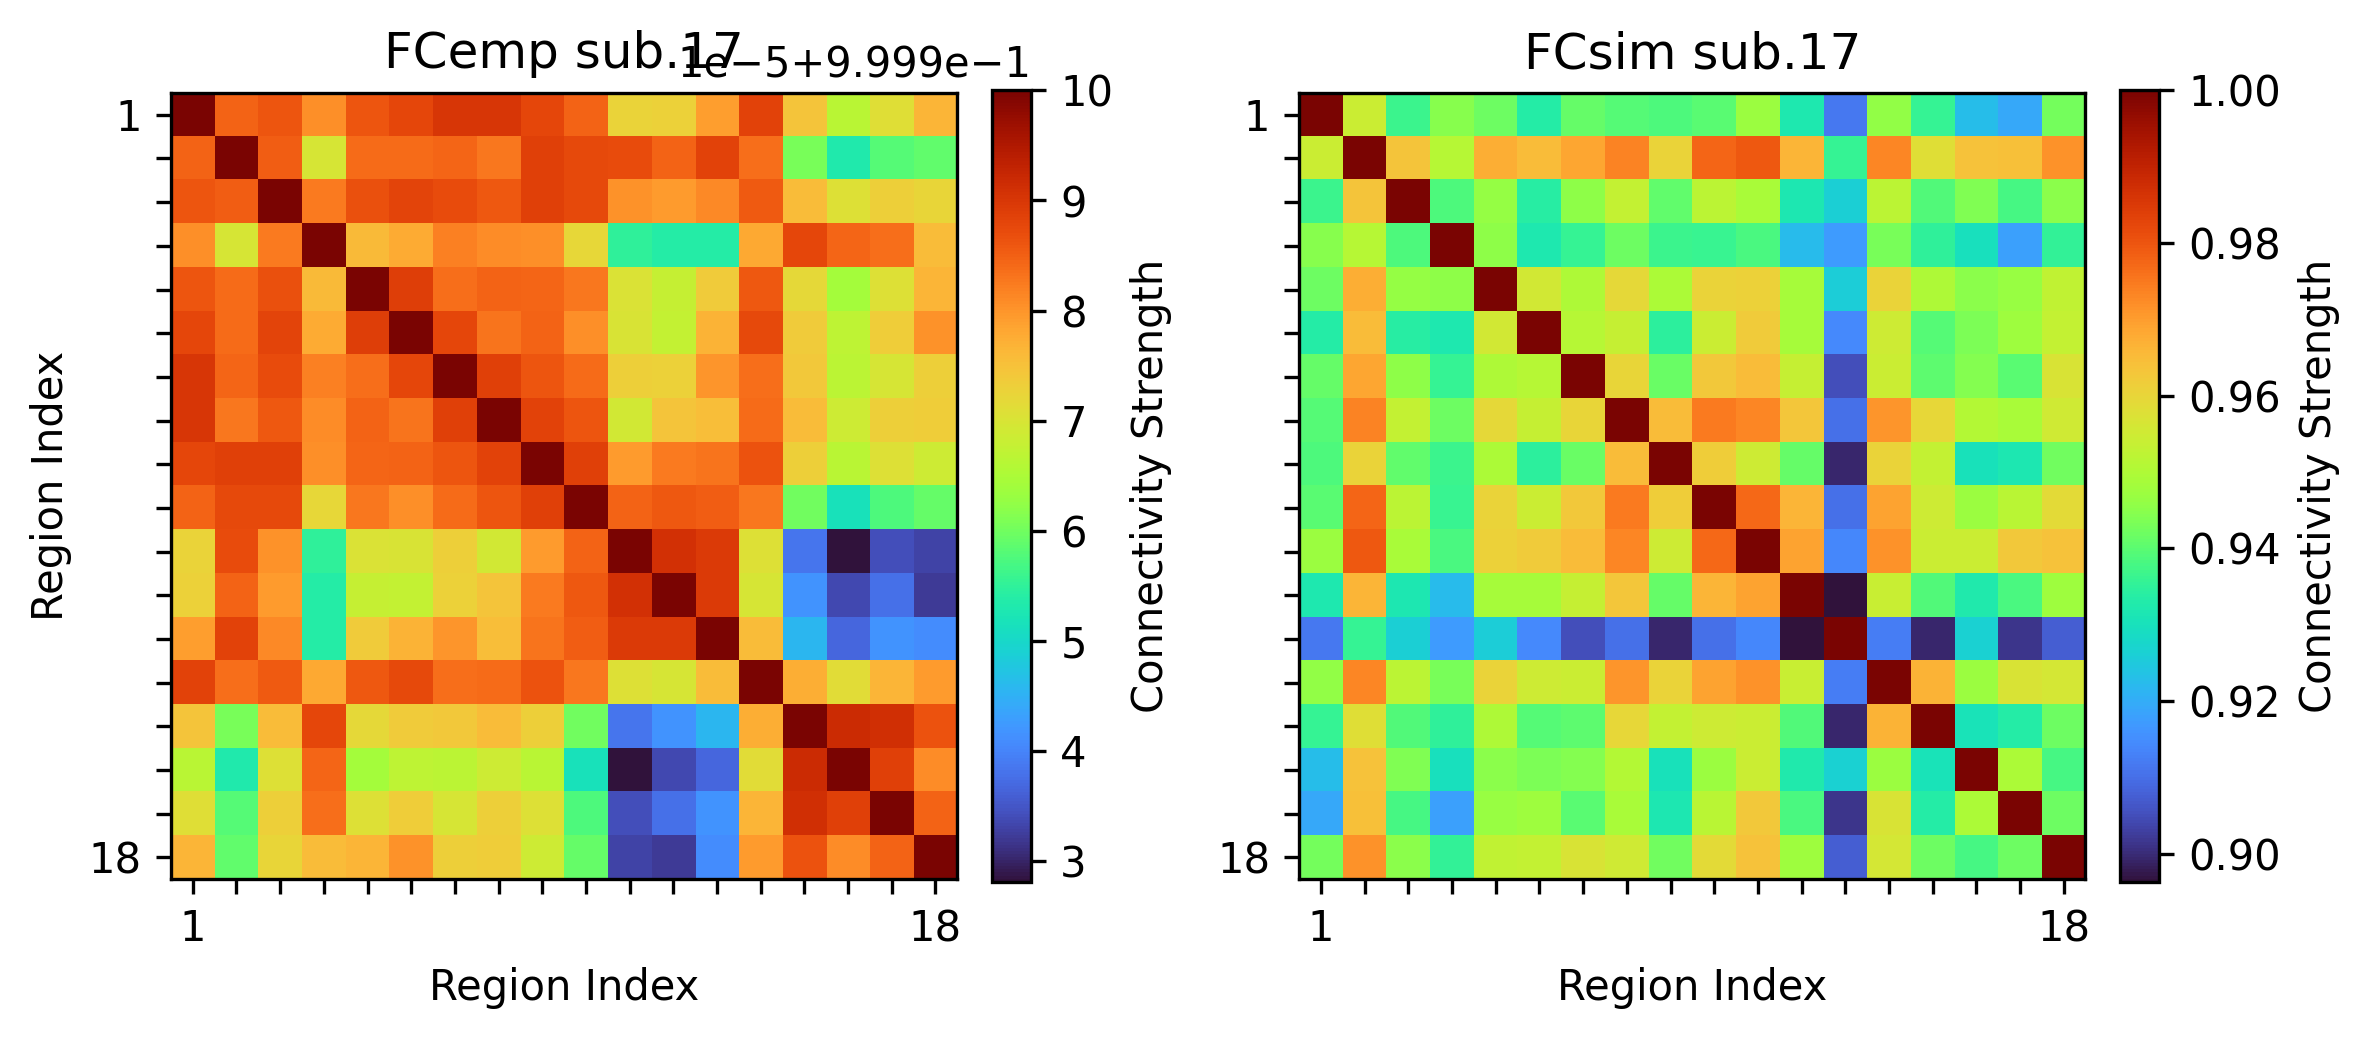 FCemp sub.17
1e−5+9.999e−1
1
18
Region Index
1
18
Region Index
10
9
8
7
6
5
4
3
Connectivity Strength
FCsim sub.17
1
18
1
18
Region Index
1.00
0.98
0.96
0.94
0.92
0.90
Connectivity Strength